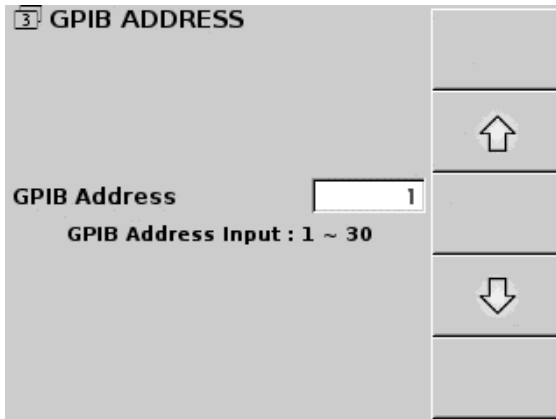 3 GPIB ADDRESS
GPIB Address 1
GPIB Address Input : 1 ~ 30